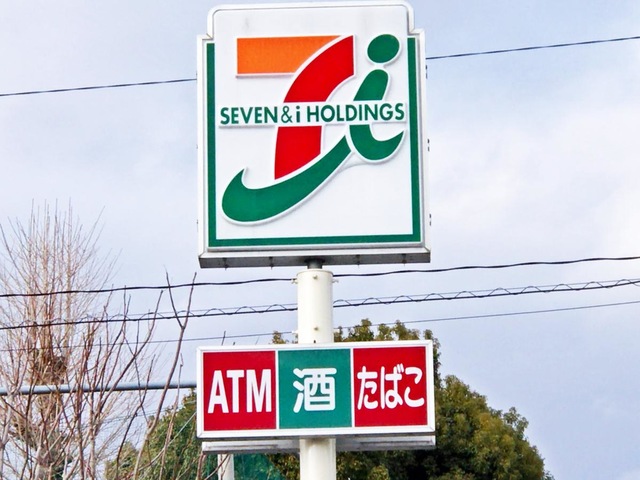 SEVEN&i HOLDINGS
ATM 酒 たばこ